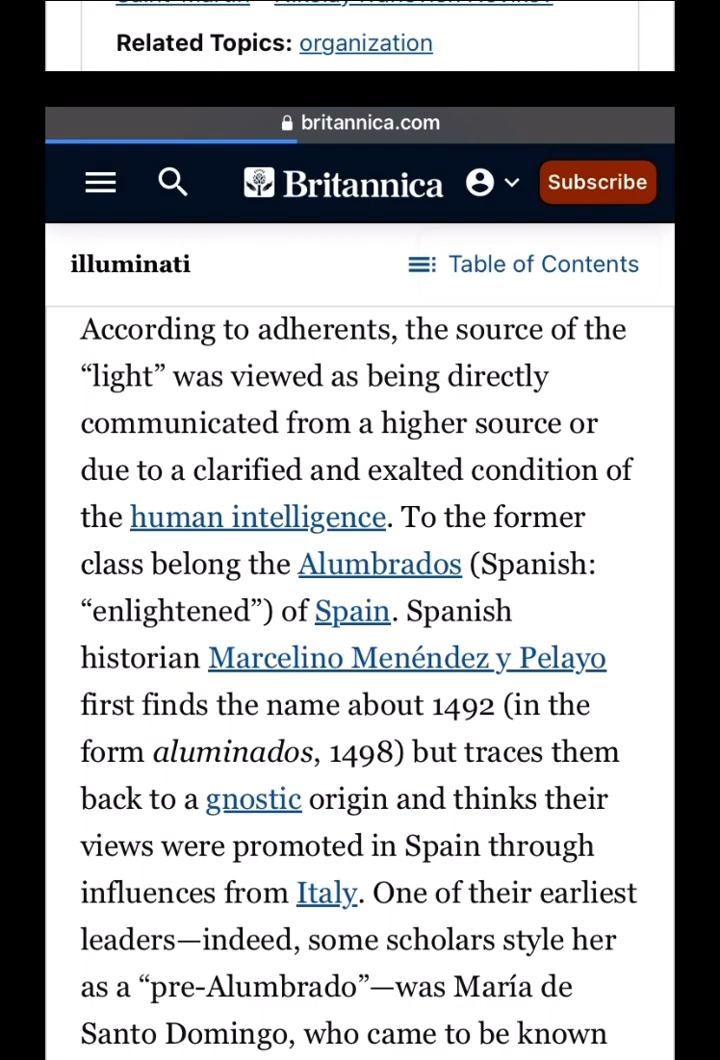 Related Topics: organization
britannica.com
Britannica
Subscribe
illuminati
Table of Contents
According to adherents, the source of the
“light” was viewed as being directly
communicated from a higher source or
due to a clarified and exalted condition of
the human intelligence. To the former
class belong the Alumbrados (Spanish:
“enlightened”) of Spain. Spanish
historian Marcelino Menéndez y Pelayo
first finds the name about 1492 (in the
form aluminados, 1498) but traces them
back to a gnostic origin and thinks their
views were promoted in Spain through
influences from Italy. One of their earliest
leaders—indeed, some scholars style her
as a “pre-Alumbrado”—was María de
Santo Domingo, who came to be known